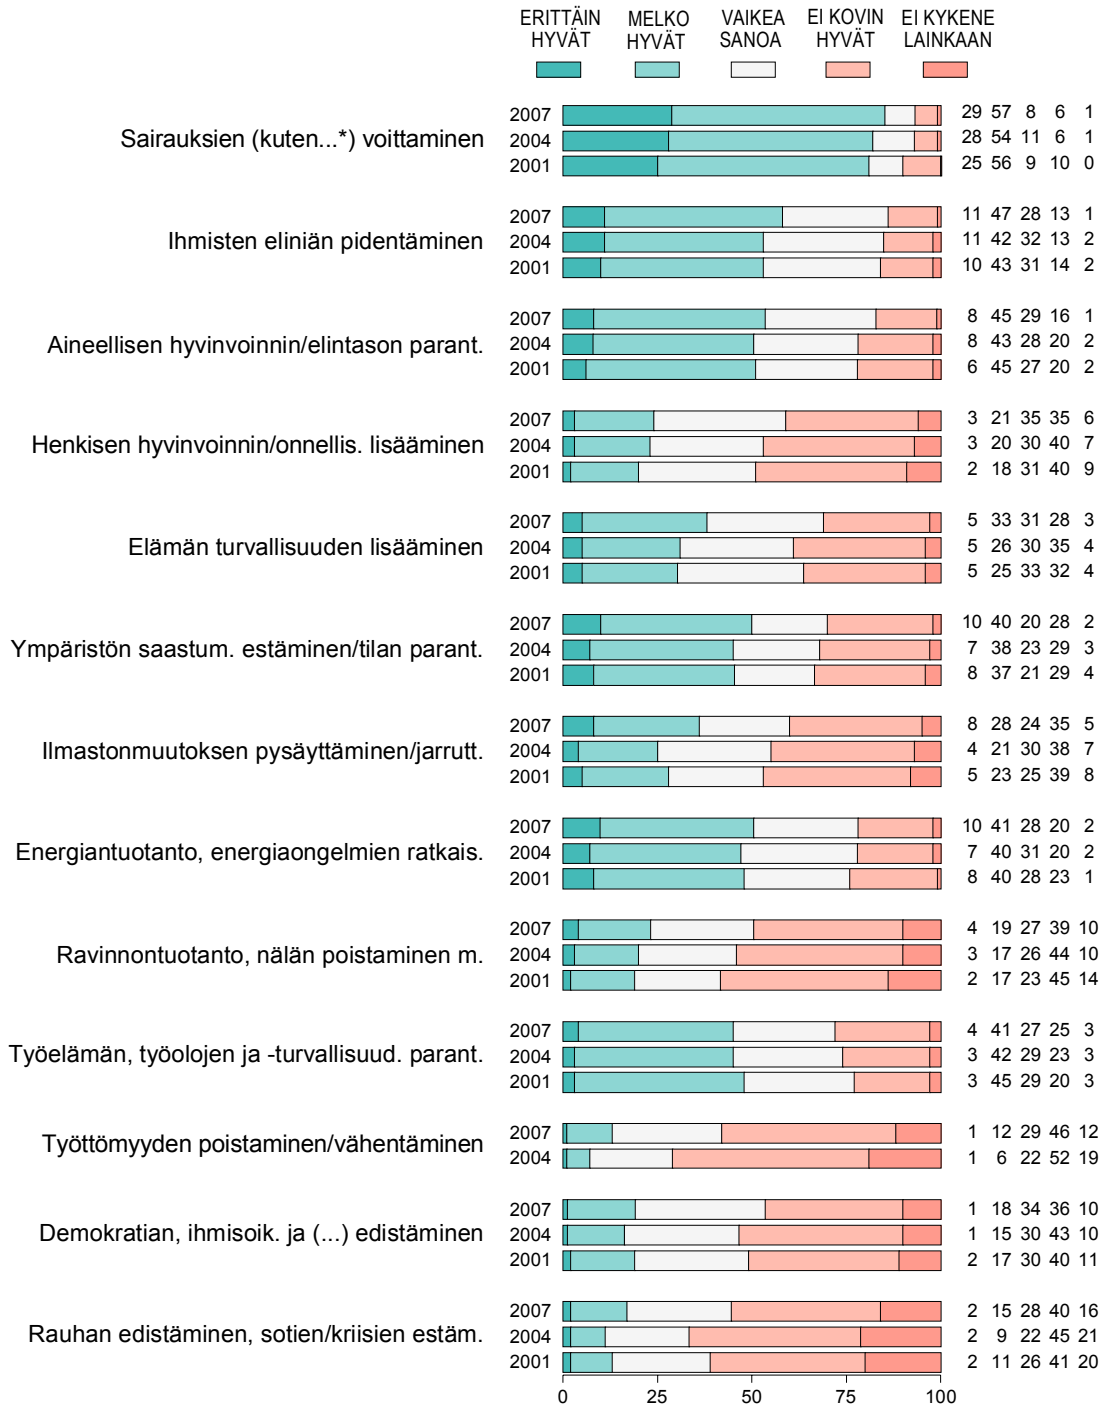 ERITTÄIN HYVÄT
MELKO HYVÄT
VAIKEA SANOA
EI KOVIN HYVÄT
EI KYKENE LAINKAAN
Sairauksien (kuten...*) voittaminen
2007 29 57 8 6 1
2004 28 54 11 6 1
2001 25 56 9 10 0
Ihmisten eliniän pidentäminen
2007 11 47 28 13 1
2004 11 42 32 13 2
2001 10 43 31 14 2
Aineellisen hyvinvoinnin/elintason parant.
2007 8 45 29 16 1
2004 8 43 28 20 2
2001 6 45 27 20 2
Henkisen hyvinvoinnin/onnellis. lisääminen
2007 3 21 35 35 6
2004 3 20 30 40 7
2001 2 18 31 40 9
Elämän turvallisuuden lisääminen
2007 5 33 31 28 3
2004 5 26 30 35 4
2001 5 25 33 32 4
Ympäristön saastum. estäminen/tilan parant.
2007 10 40 20 28 2
2004 7 38 23 29 3
2001 8 37 21 29 4
Ilmastonmuutoksen pysäyttäminen/jarrutt.
2007 8 28 24 35 5
2004 4 21 30 38 7
2001 5 23 25 39 8
Energiantuotanto, energiaongelmien ratkais.
2007 10 41 28 20 2
2004 7 40 31 20 2
2001 8 40 28 23 1
Ravinnontuotanto, nälän poistaminen m.
2007 4 19 27 39 10
2004 3 17 26 44 10
2001 2 17 23 45 14
Työelämän, työolojen ja -turvallisuud. parant.
2007 4 41 27 25 3
2004 3 42 29 23 3
2001 3 45 29 20 3
Työttömyyden poistaminen/vähentäminen
2007 1 12 29 46 12
2004 1 6 22 52 19
Demokratian, ihmisoik. ja (...) edistäminen
2007 1 18 34 36 10
2004 1 15 30 43 10
2001 2 17 30 40 11
Rauhan edistäminen, sotien/kriisien estäm.
2007 2 15 28 40 16
2004 2 9 22 45 21
2001 2 11 26 41 20
0 25 50 75 100